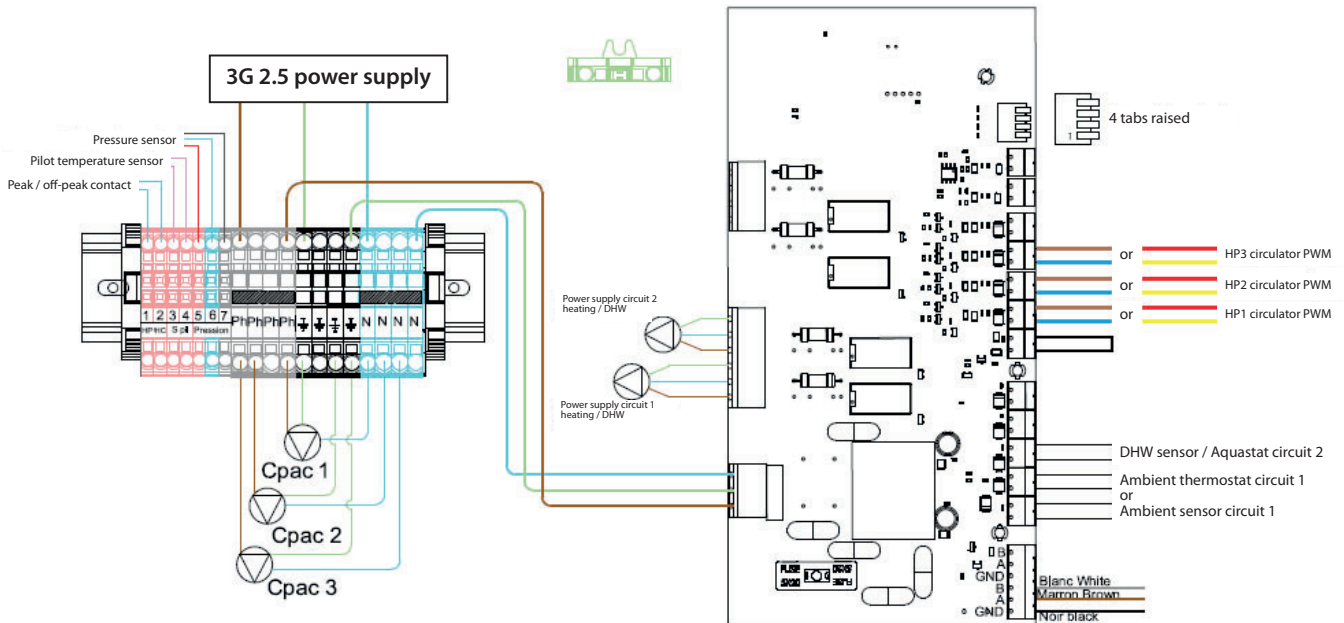 3G 2.5 power supply
4 tabs raised
1
Pressure sensor
Pilot temperature sensor
Peak / off-peak contact
HP3 circulator PWM
or
HP2 circulator PWM
or
HP1 circulator PWM
or
Power supply circuit 2
heating / DHW
Power supply circuit 1
heating / DHW
1 2 3 4 5 6 7
HP HC S pil Pression
Ph Ph Ph Ph
N N N N
Cpac 1
Cpac 2
Cpac 3
DHW sensor / Aquastat circuit 2
Ambient thermostat circuit 1
or
Ambient sensor circuit 1
B
A
GND
B
A
GND
Blanc White
Marron Brown
Noir black
FUSE
FUSE